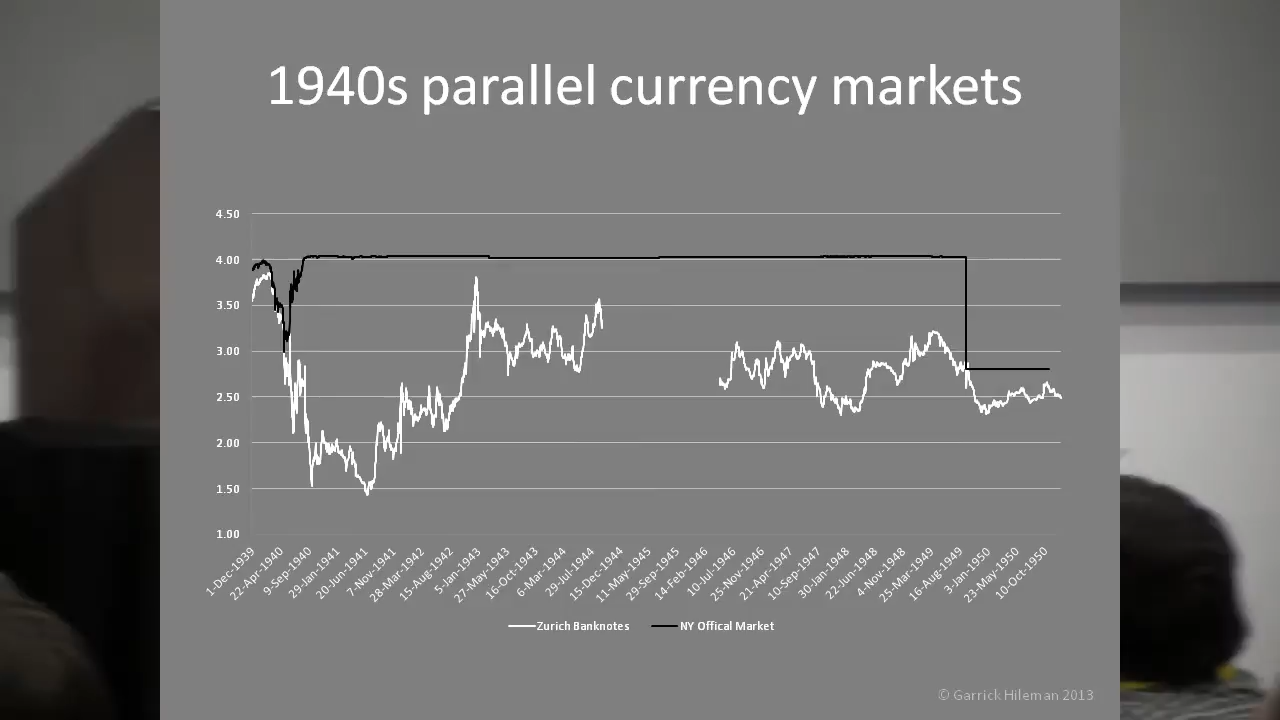 1940s parallel currency markets
4.50
4.00
3.50
3.00
2.50
2.00
1.50
1.00
1-Dec-1939
22-Apr-1940
9-Sep-1940
29-Jan-1941
20-Jun-1941
7-Nov-1941
28-Mar-1942
15-Aug-1942
5-Jan-1943
27-May-1943
16-Oct-1943
6-Mar-1944
29-Jul-1944
15-Dec-1944
11-May-1945
29-Sep-1945
14-Feb-1946
10-Jul-1946
25-Nov-1946
21-Apr-1947
10-Sep-1947
30-Jan-1948
22-Jun-1948
4-Nov-1948
25-Mar-1949
16-Aug-1949
3-Jan-1950
23-May-1950
10-Oct-1950
Zurich Banknotes
NY Offical Market
© Garrick Hileman 2013